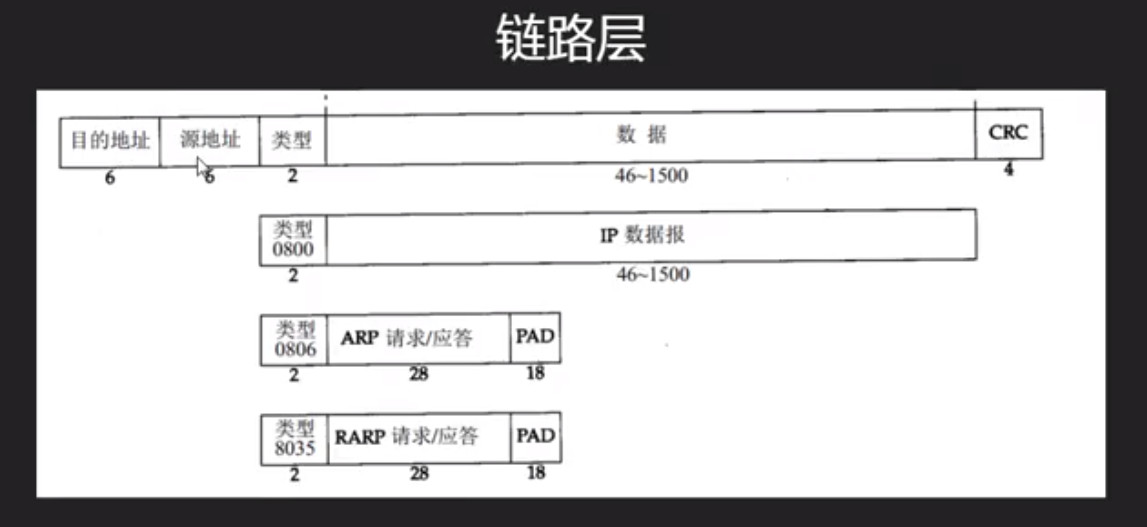 链路层
目的地址 源地址 类型 数 据 CRC
6 6 2 46~1500 4
类型 0800 IP 数据报
2 46~1500
类型 0806 ARP 请求/应答 PAD
2 28 18
类型 8035 RARP 请求/应答 PAD
2 28 18